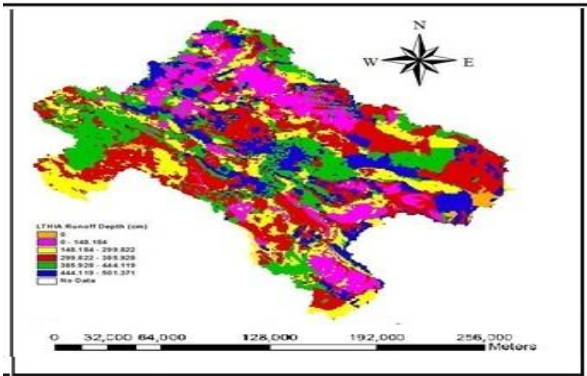 N
W E
S
LTHIA Runoff Depth (cm)
0
0 - 148.184
148.184 - 299.822
299.822 - 385.928
385.928 - 444.119
444.119 - 501.371
No Data
0 32,000 64,000 128,000 192,000 256,000
Meters